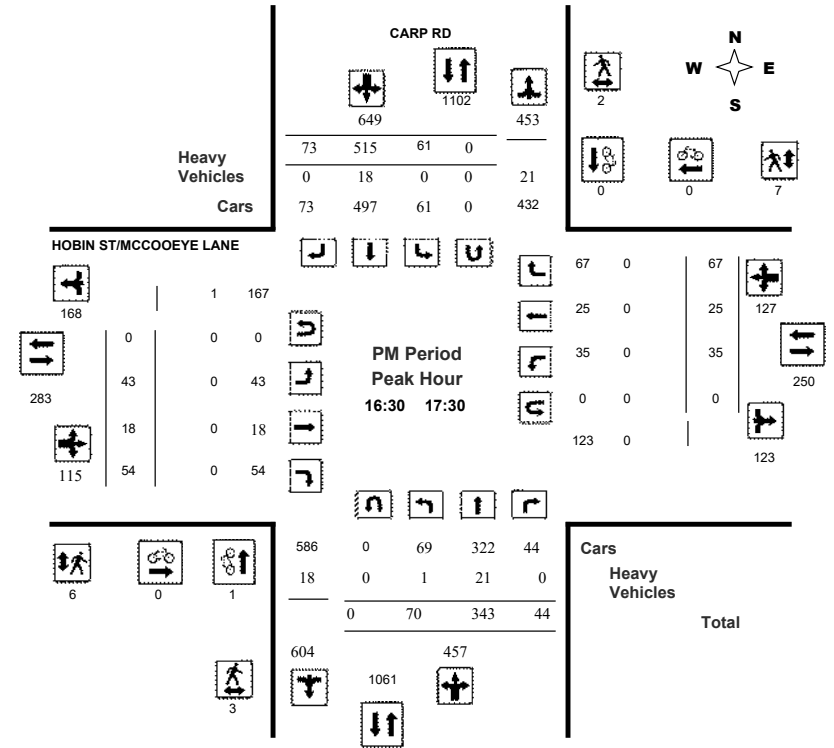 CARP RD
N
W E
S
1102
2
649 453
73 515 61 0
Heavy
Vehicles 0 18 0 0 21
Cars 73 497 61 0 432
0 0 7
HOBIN ST/MCCOOEYE LANE
67 0 67
168 1 167
127
25 0 25
0 0 0
283
35 0 35
250
43 0 43
PM Period
Peak Hour
16:30 17:30
0 0 0
18 0 18
123 0
123
115 54 0 54
586 0 69 322 44 Cars
18 0 1 21 0 Heavy
Vehicles
6 0 1
0 70 343 44 Total
604 457
1061
3